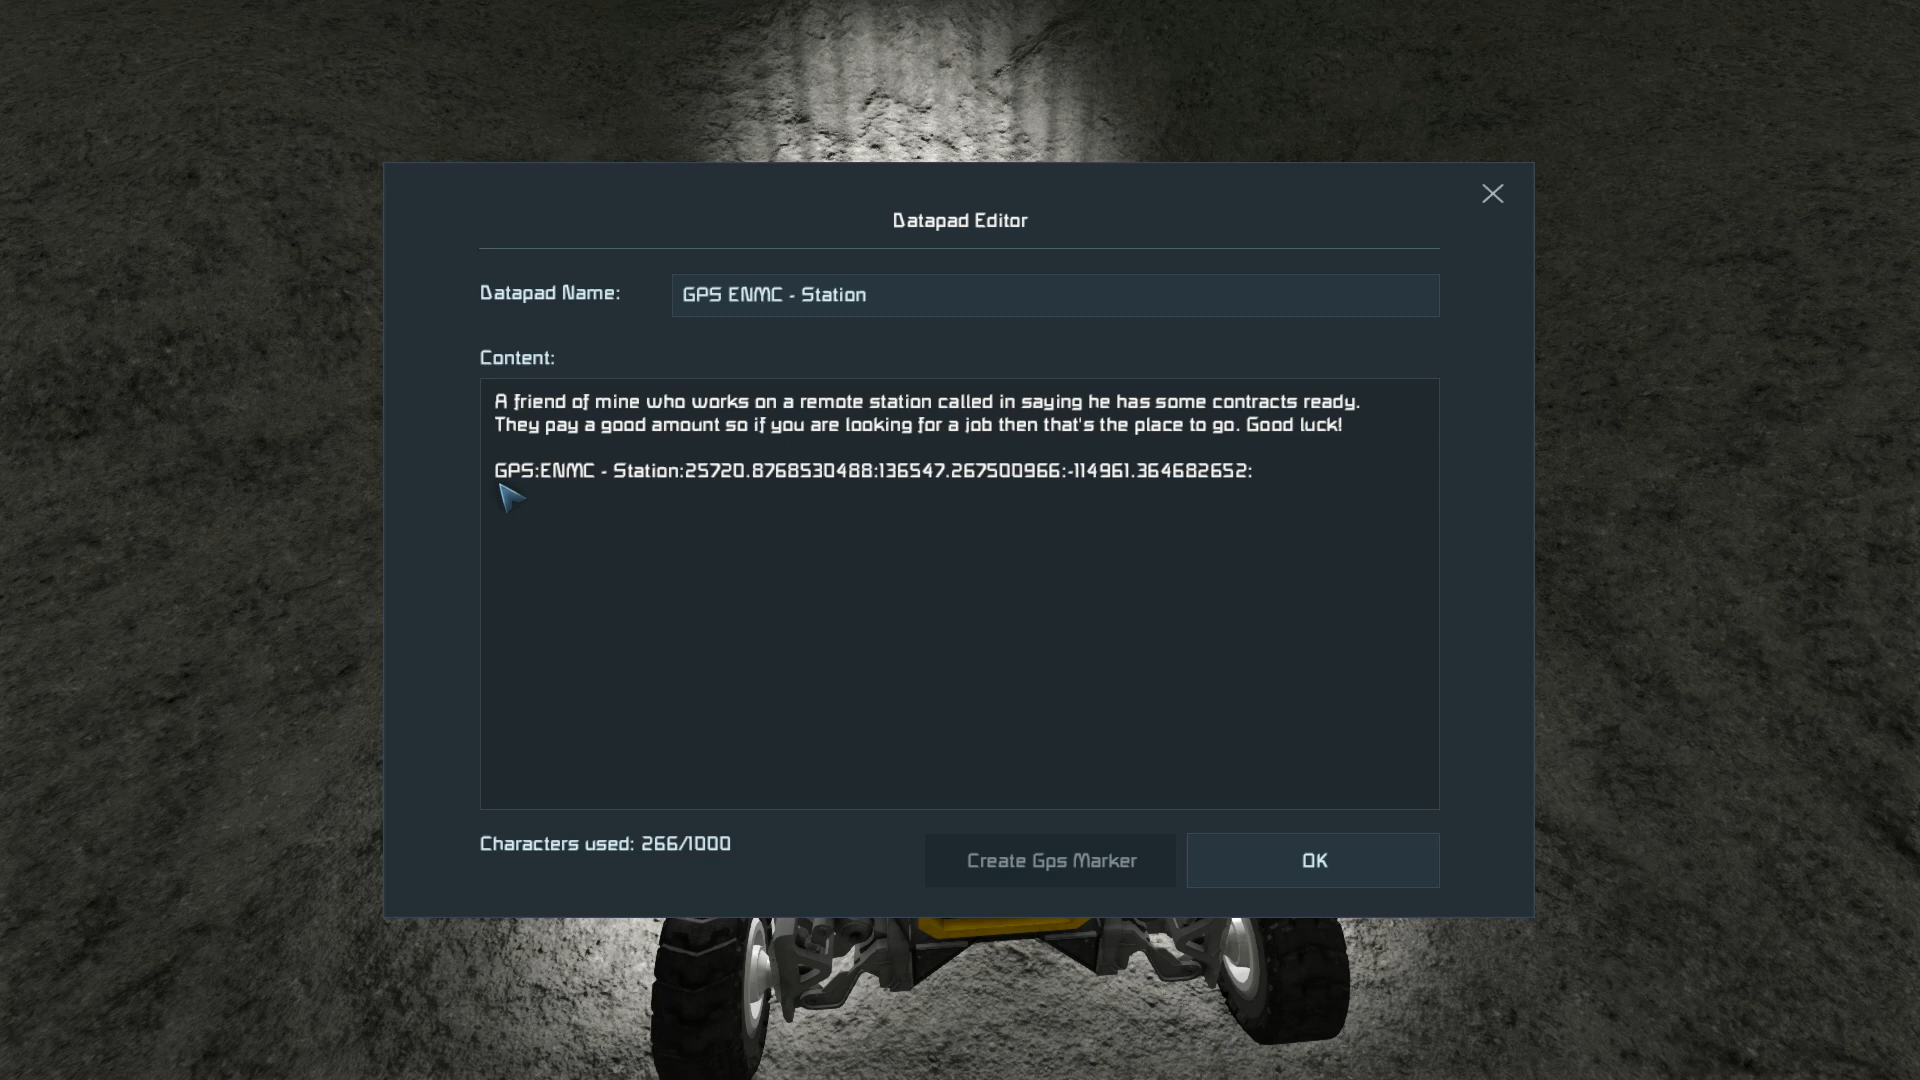 Datapad Editor
Datapad Name:
GPS ENMC - Station
Content:
A friend of mine who works on a remote station called in saying he has some contracts ready.
They pay a good amount so if you are looking for a job then that's the place to go. Good luck!
GPS:ENMC - Station:25720.8768530488:136547.267500966:-114961.364682652:
Characters used: 266/1000
Create Gps Marker
OK